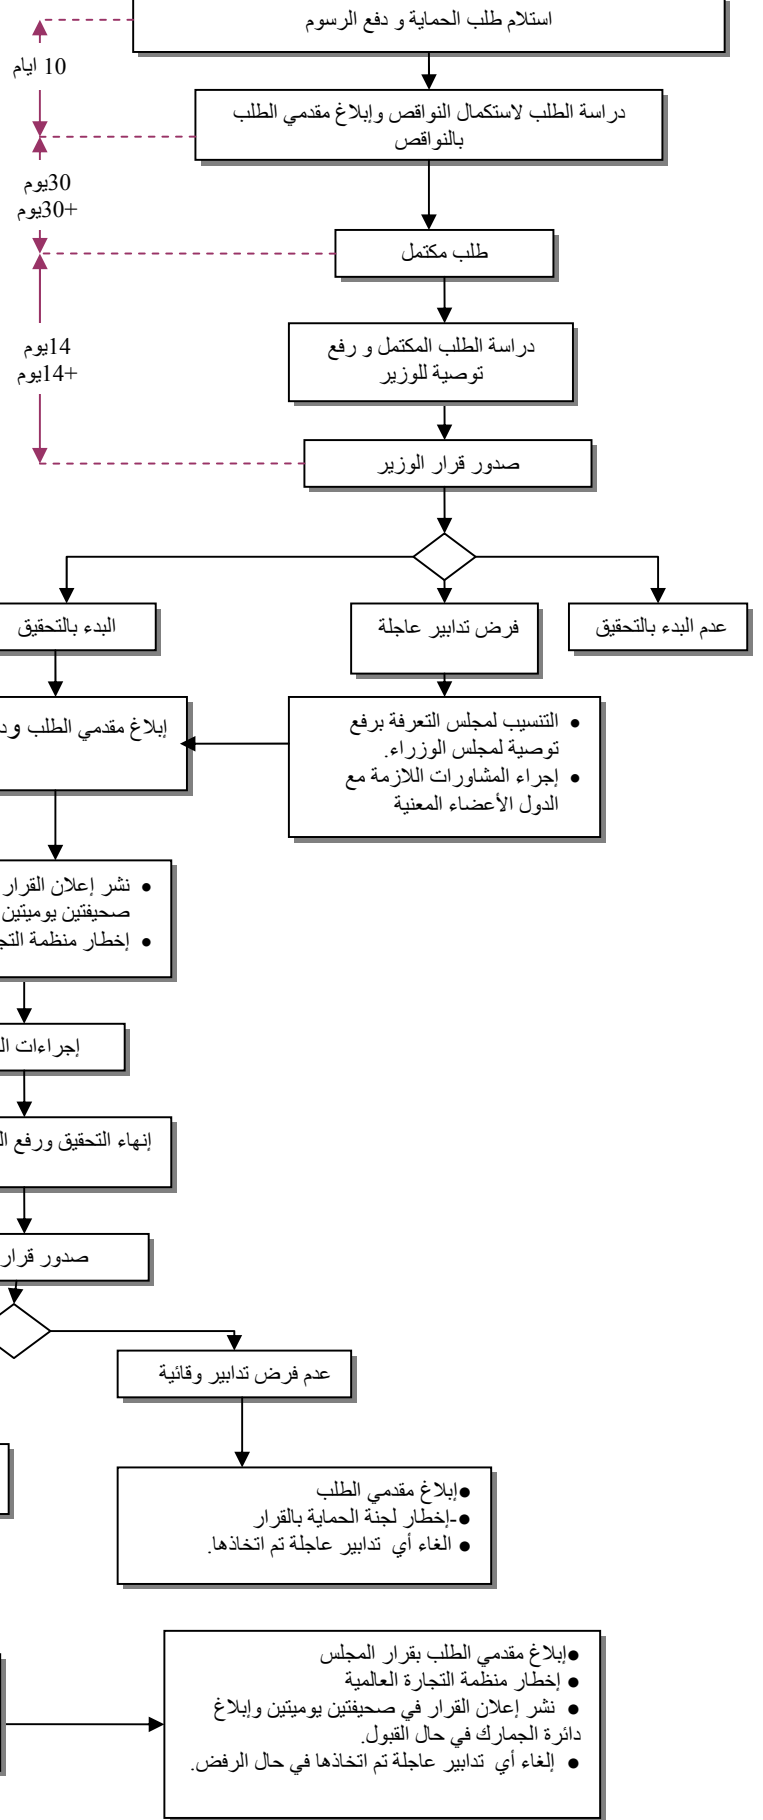 استلام طلب الحماية و دفع الرسوم
10 ايام
دراسة الطلب لاستكمال النواقص وإبلاغ مقدمي الطلب
بالنواقص
30يوم
+30يوم
طلب مكتمل
14يوم
+14يوم
دراسة الطلب المكتمل و رفع
توصية للوزير
صدور قرار الوزير
عدم البدء بالتحقيق
فرض تدابير عاجلة
البدء بالتحقيق
● التنسيب لمجلس التعرفة برفع
توصية لمجلس الوزراء.
● إجراء المشاورات اللازمة مع
الدول الأعضاء المعنية
إبلاغ مقدمي الطلب
● نشر إعلان القرار
صحيفتين يوميتين
● إخطار منظمة
إجراءات
إنهاء التحقيق ورفع
صدور قرار
عدم فرض تدابير وقائية
●إبلاغ مقدمي الطلب
●-إخطار لجنة الحماية بالقرار
● الغاء أي تدابير عاجلة تم اتخاذها.
●إبلاغ مقدمي الطلب بقرار المجلس
● إخطار منظمة التجارة العالمية
● نشر إعلان القرار في صحيفتين يوميتين وإبلاغ
دائرة الجمارك في حال القبول.
● إلغاء أي تدابير عاجلة تم اتخاذها في حال الرفض.